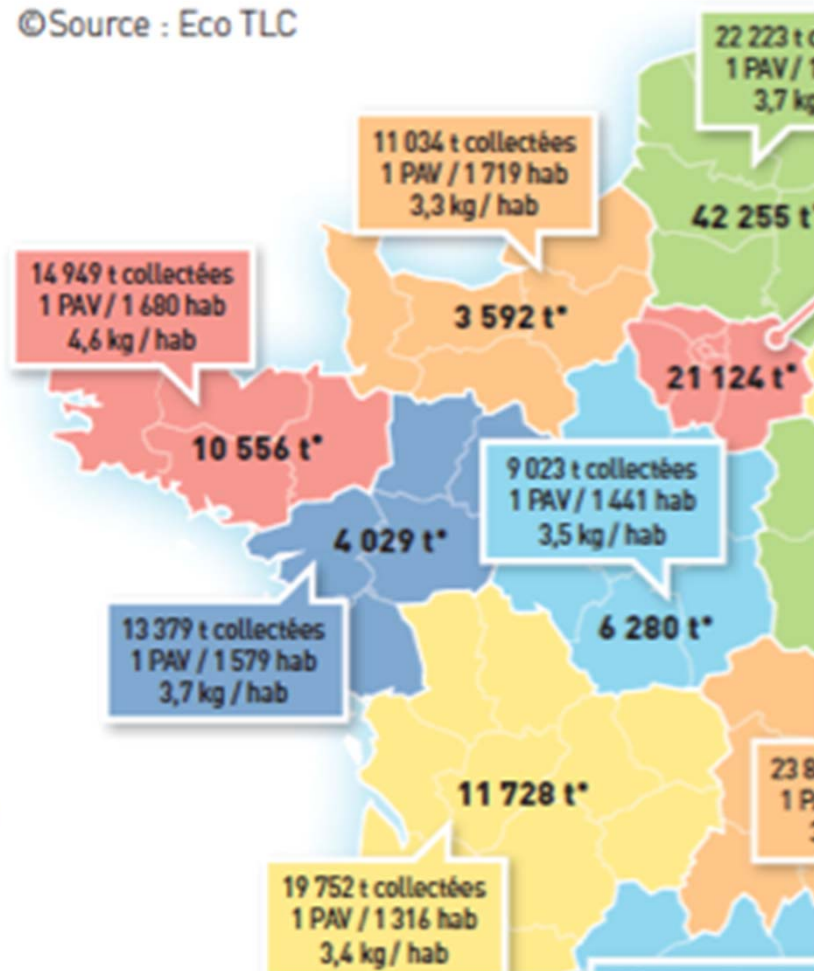 ©Source : Eco TLC
22 223 t
1 PAV /
3,7
42 255 t
11 034 t collectées
1 PAV / 1 719 hab
3,3 kg / hab
3 592 t*
14 949 t collectées
1 PAV / 1 680 hab
4,6 kg / hab
10 556 t*
21 124 t*
9 023 t collectées
1 PAV / 1 441 hab
3,5 kg / hab
4 029 t*
6 280 t*
13 379 t collectées
1 PAV / 1 579 hab
3,7 kg / hab
11 728 t*
23 8
1
19 752 t collectées
1 PAV / 1 316 hab
3,4 kg / hab